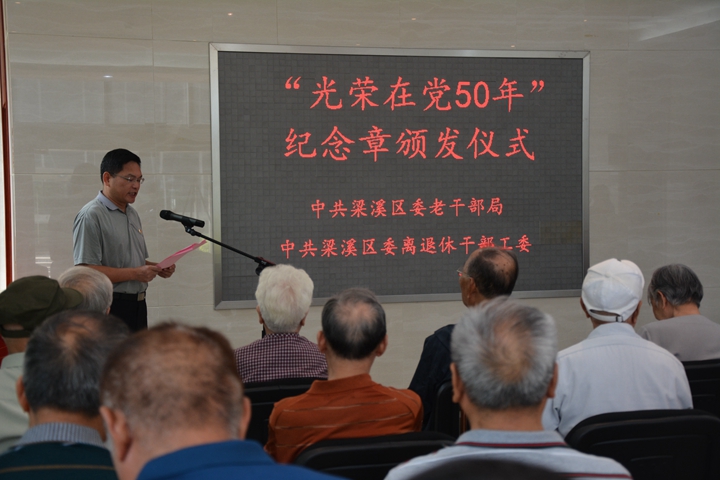 “光荣在党50年”
纪念章颁发仪式
中共梁溪区委老干部局
中共梁溪区委离退休干部工委